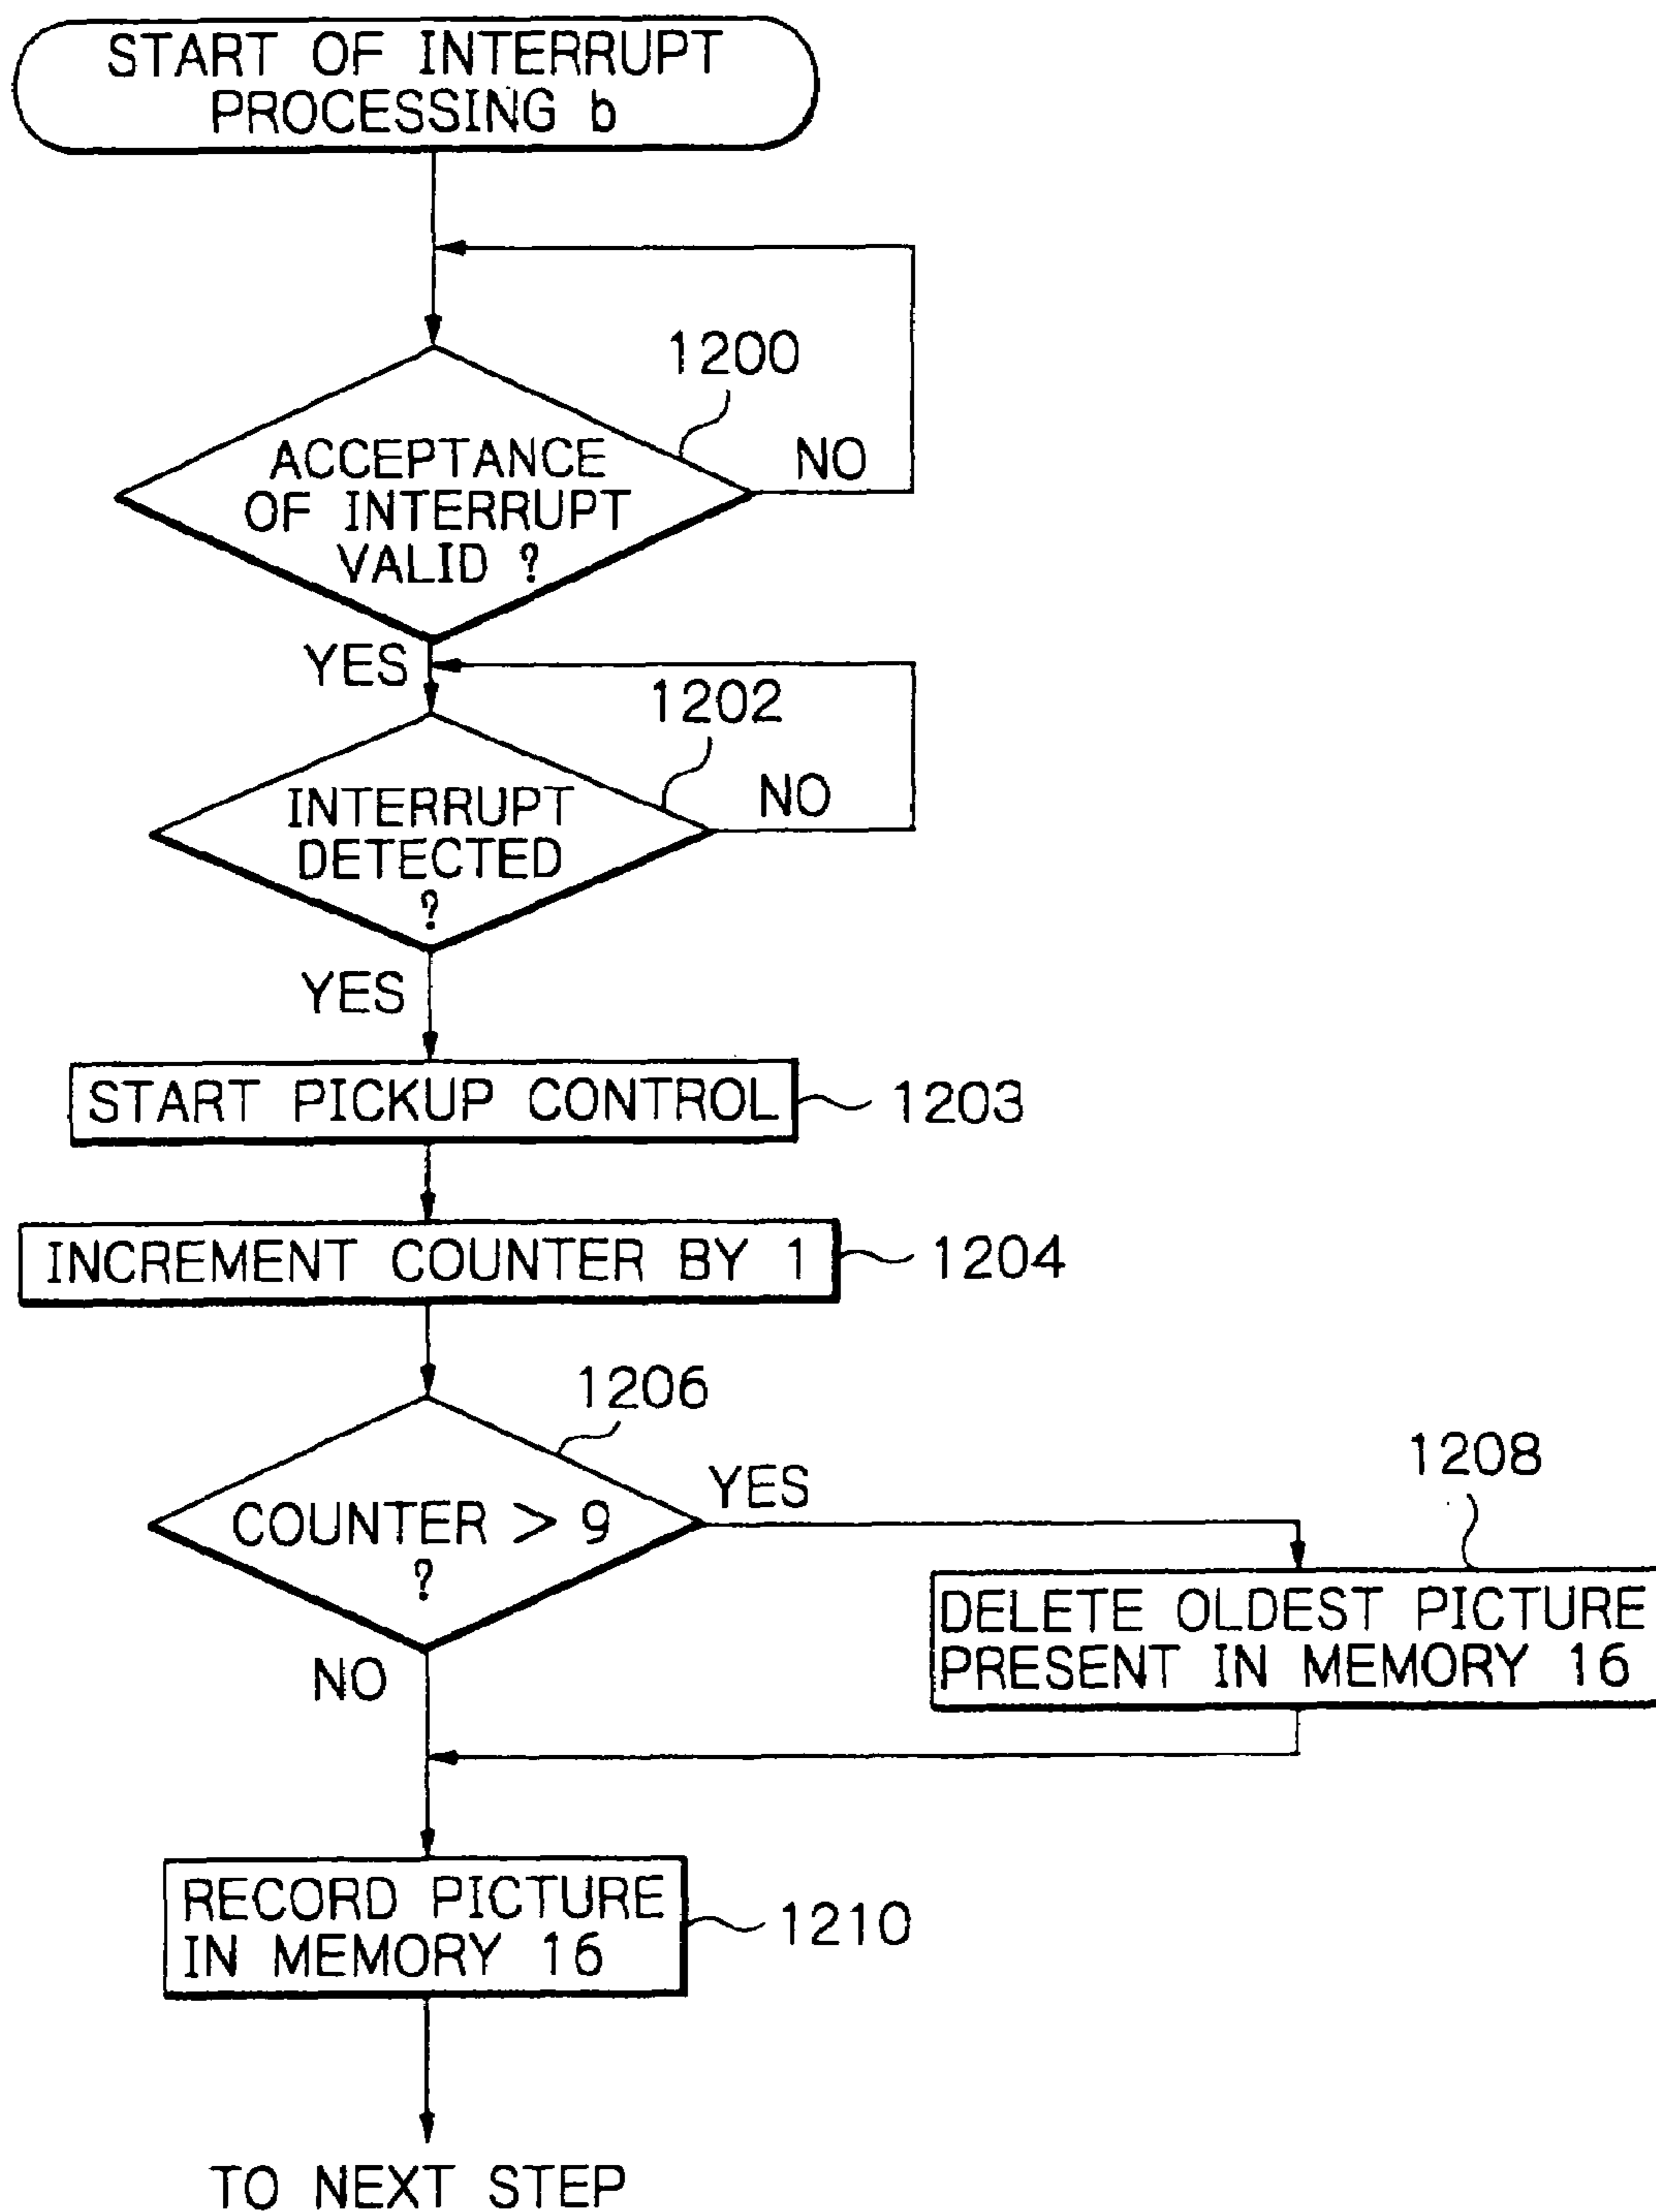 START OF INTERRUPT
PROCESSING b
1200
ACCEPTANCE
OF INTERRUPT
VALID ?
NO
YES
1202
INTERRUPT
DETECTED
?
NO
YES
START PICKUP CONTROL
1203
INCREMENT COUNTER BY 1
1204
1206
COUNTER > 9
?
YES
NO
1208
DELETE OLDEST PICTURE
PRESENT IN MEMORY 16
RECORD PICTURE
IN MEMORY 16
1210
TO NEXT STEP